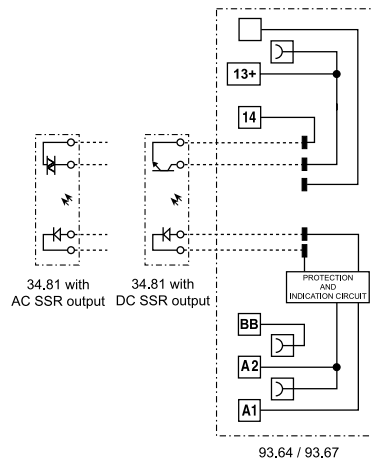 13+
14
34.81 with
AC SSR output
34.81 with
DC SSR output
PROTECTION
AND
INDICATION CIRCUIT
BB
A2
A1
93.64 / 93.67